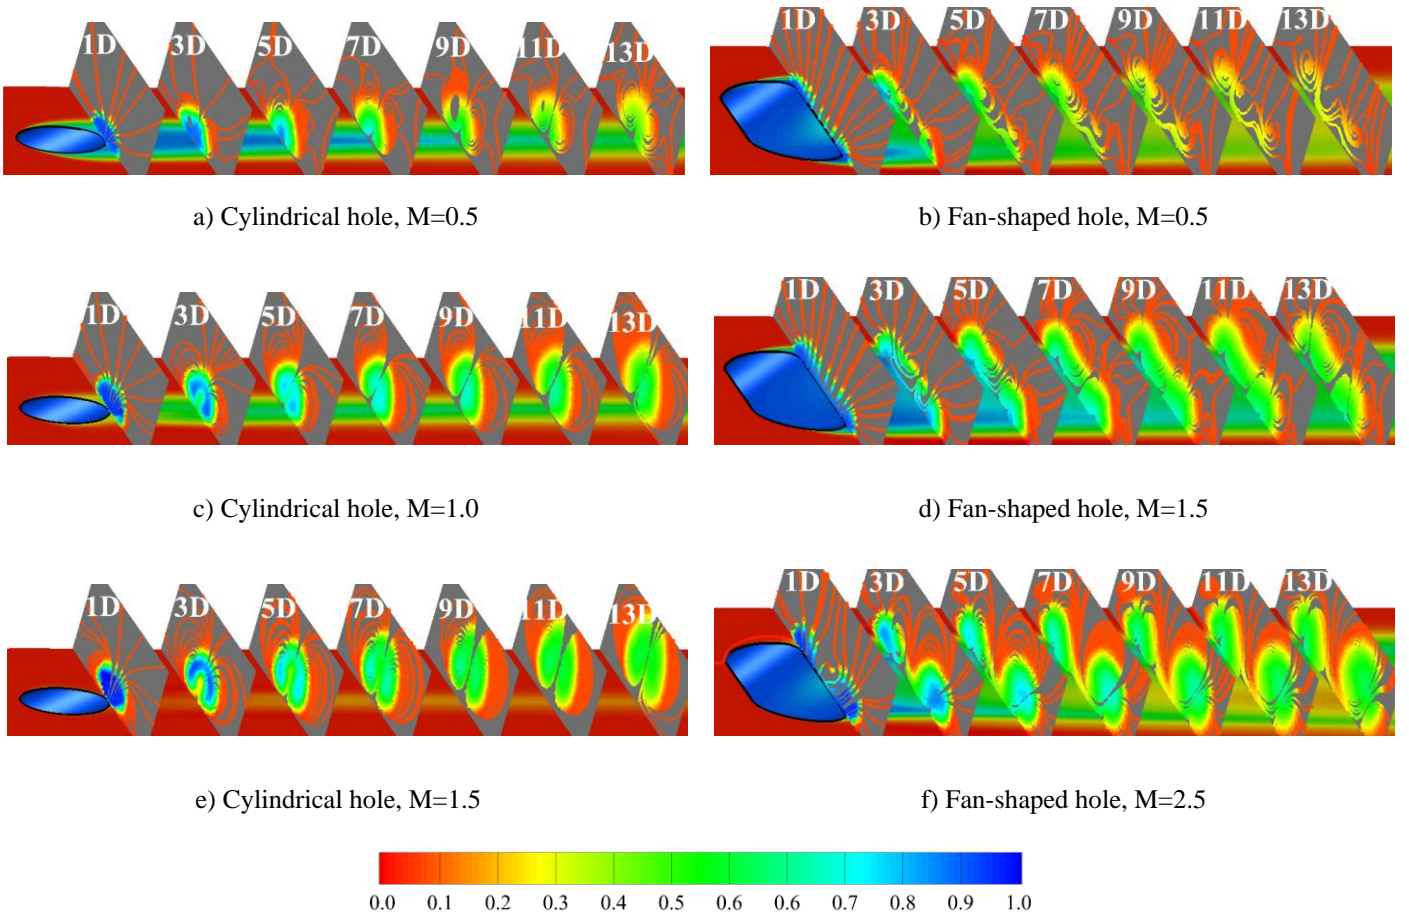 1D 3D 5D 7D 9D 11D 13D
1D 3D 5D 7D 9D 11D 13D
a) Cylindrical hole, M=0.5
b) Fan-shaped hole, M=0.5
1D 3D 5D 7D 9D 11D 13D
1D 3D 5D 7D 9D 11D 13D
c) Cylindrical hole, M=1.0
d) Fan-shaped hole, M=1.5
1D 3D 5D 7D 9D 11D 13D
1D 3D 5D 7D 9D 11D 13D
e) Cylindrical hole, M=1.5
f) Fan-shaped hole, M=2.5
0.0 0.1 0.2 0.3 0.4 0.5 0.6 0.6 0.7 0.8 0.9 1.0